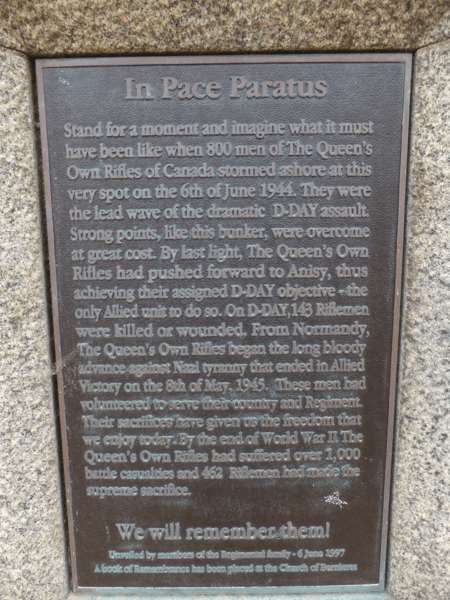 In Pace Paratus
Stand for a moment and imagine what it must
have been like when 800 men of The Queen's
Own Rifles of Canada stormed ashore at this
very spot on the 6th of June 1944. They were
the lead wave of the dramatic D-DAY assault.
Strong points, like this bunker, were overcome
at great cost. By last light, The Queen's Own
Rifles had pushed forward to Anisy, thus
achieving their assigned D-DAY objective - the
only Allied unit to do so. On D-DAY, 143 Riflemen
were killed or wounded. From Normandy,
The Queen's Own Rifles began the long bloody
advance against Nazi tyranny that ended in Allied
Victory on the 8th of May, 1945. These men had
volunteered to serve their country and Regiment.
Their sacrifices have given us the freedom that
we enjoy today. By the end of World War II The
Queen's Own Rifles had suffered over 1,000
battle casualties and 462 Riflemen had made the
supreme sacrifice.
We will remember them!
Unveiled by members of the Regimental family - 6 June 1997
A book of Remembrance has been placed at the Church of Bernieres